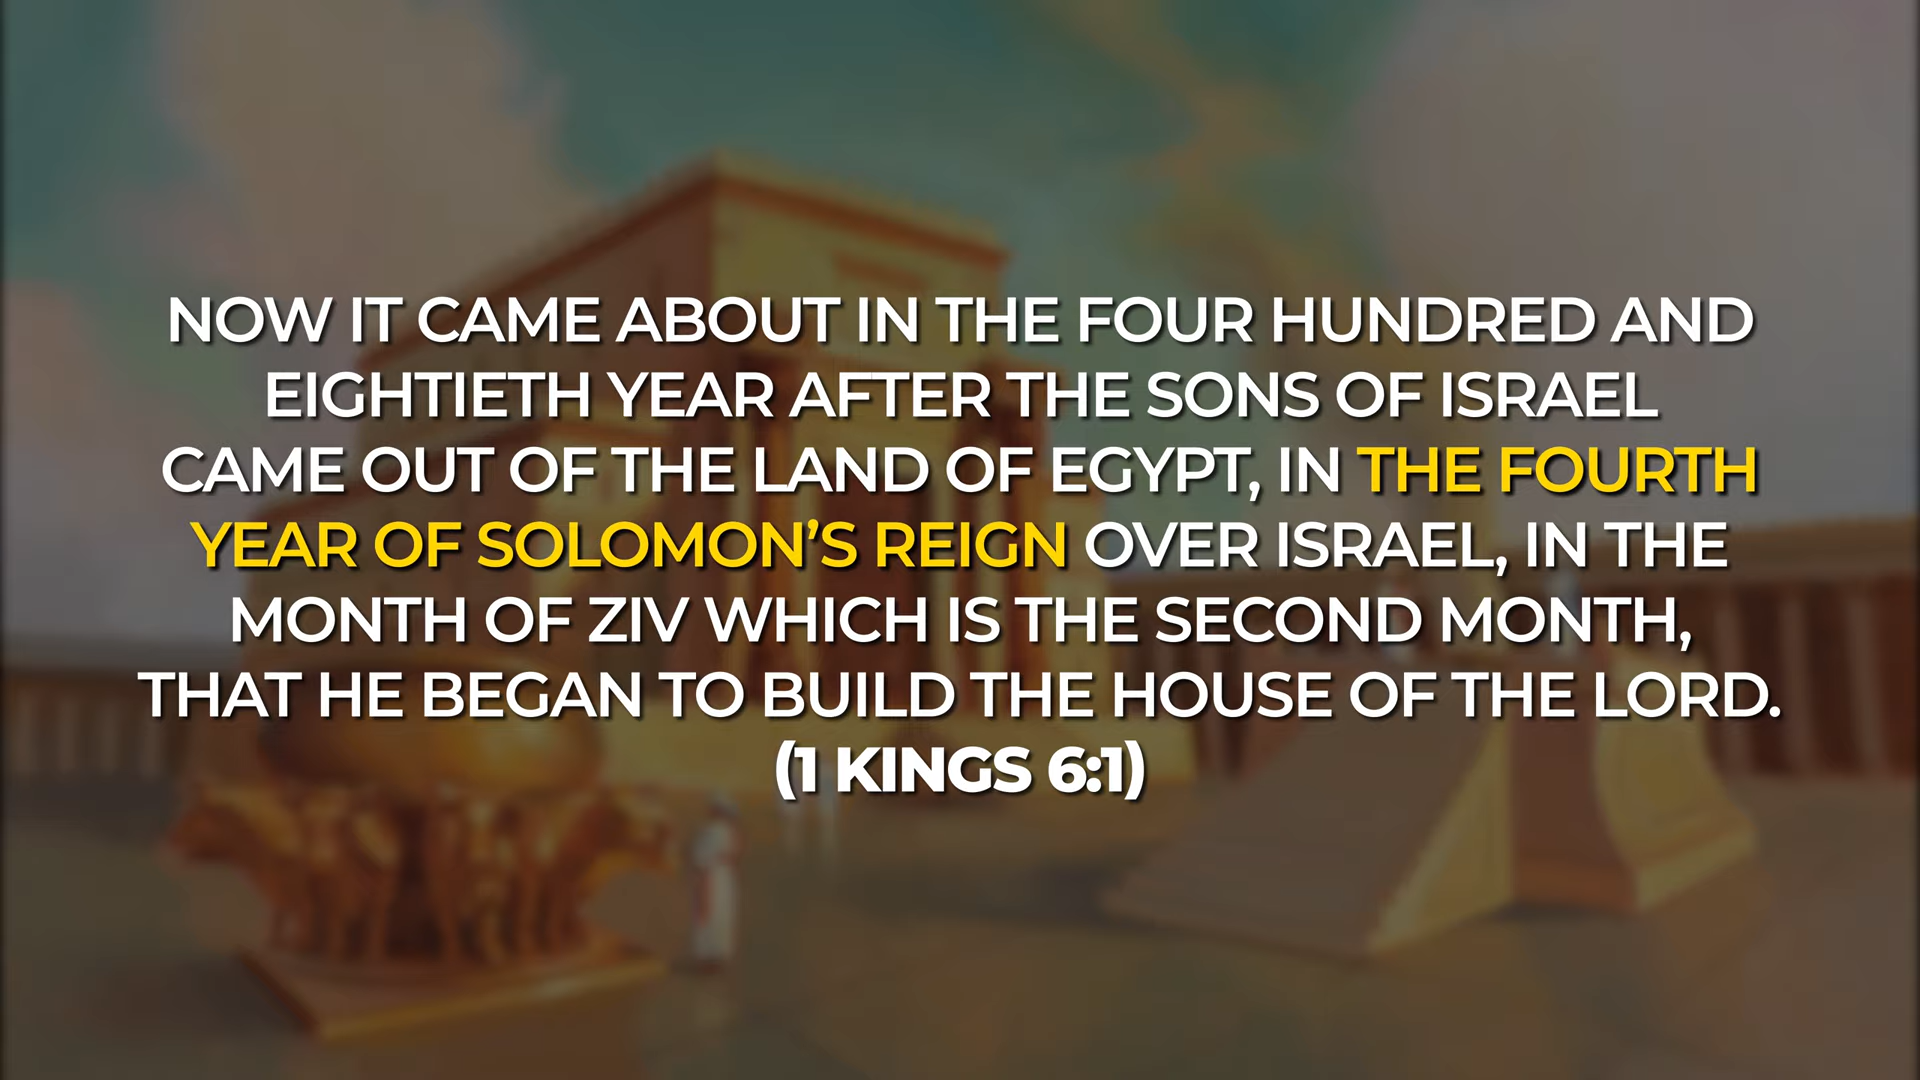 NOW IT CAME ABOUT IN THE FOUR HUNDRED AND
EIGHTIETH YEAR AFTER THE SONS OF ISRAEL
CAME OUT OF THE LAND OF EGYPT, IN THE FOURTH
YEAR OF SOLOMON’S REIGN OVER ISRAEL, IN THE
MONTH OF ZIV WHICH IS THE SECOND MONTH,
THAT HE BEGAN TO BUILD THE HOUSE OF THE LORD.
(1 KINGS 6:1)